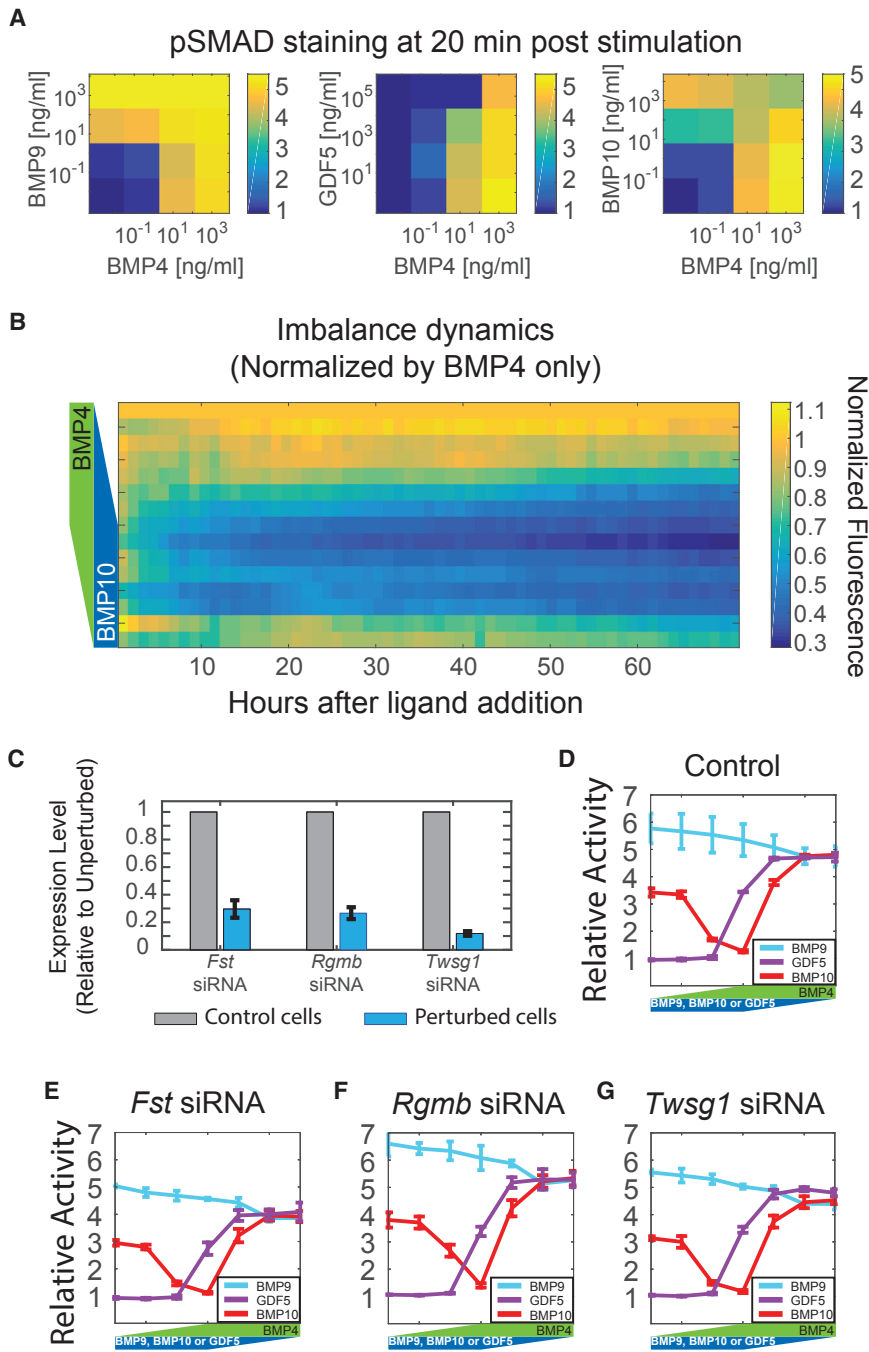 A
pSMAD staining at 20 min post stimulation
BMP9 [ng/ml]
10³
10¹
10⁻¹
10⁻¹ 10¹ 10³
BMP4 [ng/ml]
5
4
3
2
1
GDF5 [ng/ml]
10⁵
10³
10¹
10⁻¹ 10¹ 10³
BMP4 [ng/ml]
5
4
3
2
1
BMP10 [ng/ml]
10³
10¹
10⁻¹
10⁻¹ 10¹ 10³
BMP4 [ng/ml]
5
4
3
2
1
B
Imbalance dynamics
(Normalized by BMP4 only)
BMP4
BMP10
10 20 30 40 50 60
Hours after ligand addition
1.1
1
0.9
0.8
0.7
0.6
0.5
0.4
0.3
Normalized Fluorescence
C
Expression Level
(Relative to Unperturbed)
1
0.8
0.6
0.4
0.2
0
Fst
siRNA
Rgmb
siRNA
Twsg1
siRNA
Control cells
Perturbed cells
D
Control
Relative Activity
7
6
5
4
3
2
1
BMP9
GDF5
BMP10
BMP4
BMP9, BMP10 or GDF5
E
Fst siRNA
Relative Activity
7
6
5
4
3
2
1
BMP9
GDF5
BMP10
BMP4
BMP9, BMP10 or GDF5
F
Rgmb siRNA
7
6
5
4
3
2
1
BMP9
GDF5
BMP10
BMP4
BMP9, BMP10 or GDF5
G
Twsg1 siRNA
7
6
5
4
3
2
1
BMP9
GDF5
BMP10
BMP4
BMP9, BMP10 or GDF5